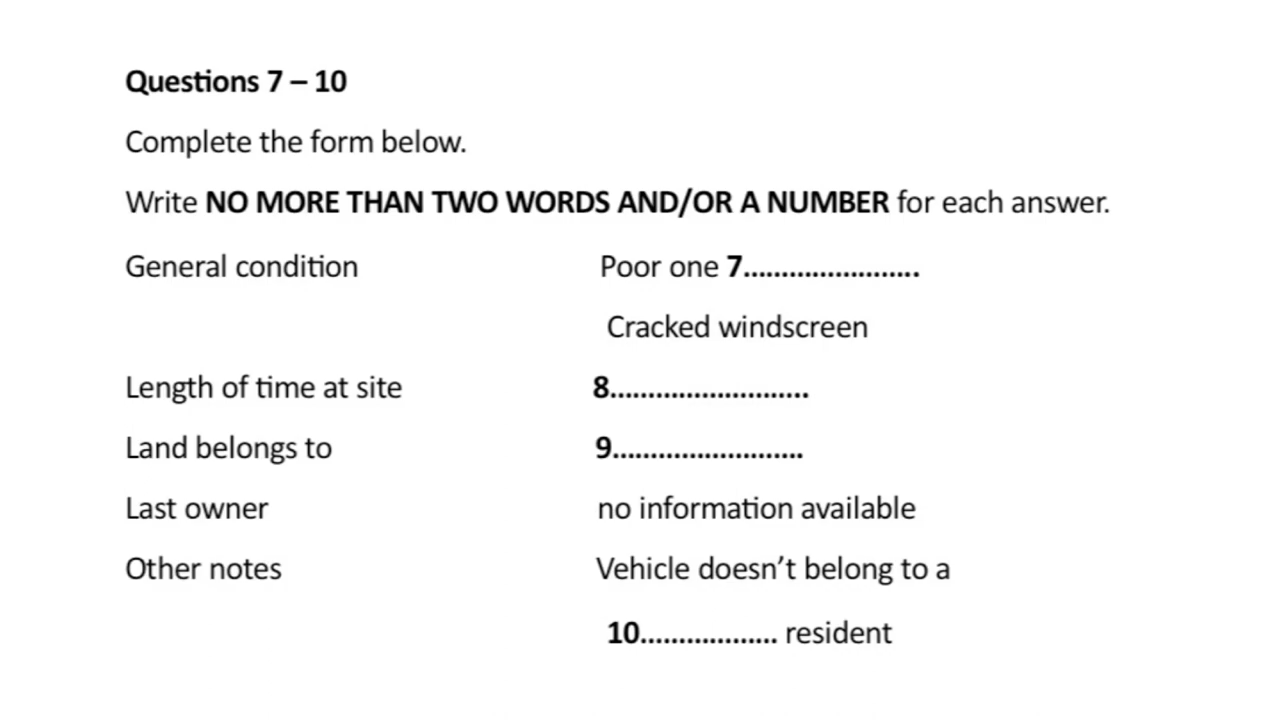 Questions 7 – 10
Complete the form below.
Write NO MORE THAN TWO WORDS AND/OR A NUMBER for each answer.
General condition Poor one 7.......................
Cracked windscreen
Length of time at site 8..........................
Land belongs to 9.........................
Last owner no information available
Other notes Vehicle doesn’t belong to a
10.................. resident